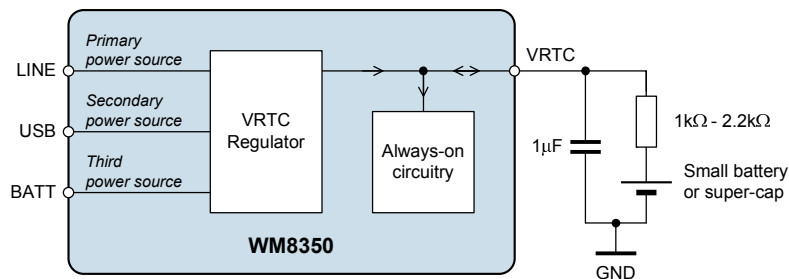 Primary
power source
LINE
Secondary
power source
USB
Third
power source
BATT
VRTC
Regulator
Always-on
circuitry
WM8350
VRTC
1μF
1kΩ - 2.2kΩ
Small battery
or super-cap
GND